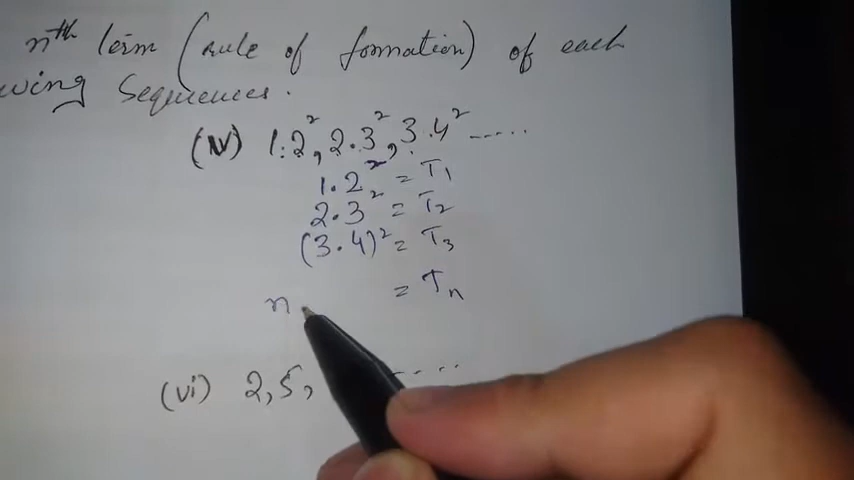 nth term (rule of formation) of each
wing Sequences.
(iv) 1.2², 2.3², 3.4² .....
1.2² = T₁
2.3² = T₂
(3.4)² = T₃
n = Tₙ
(vi) 2, 5, ....